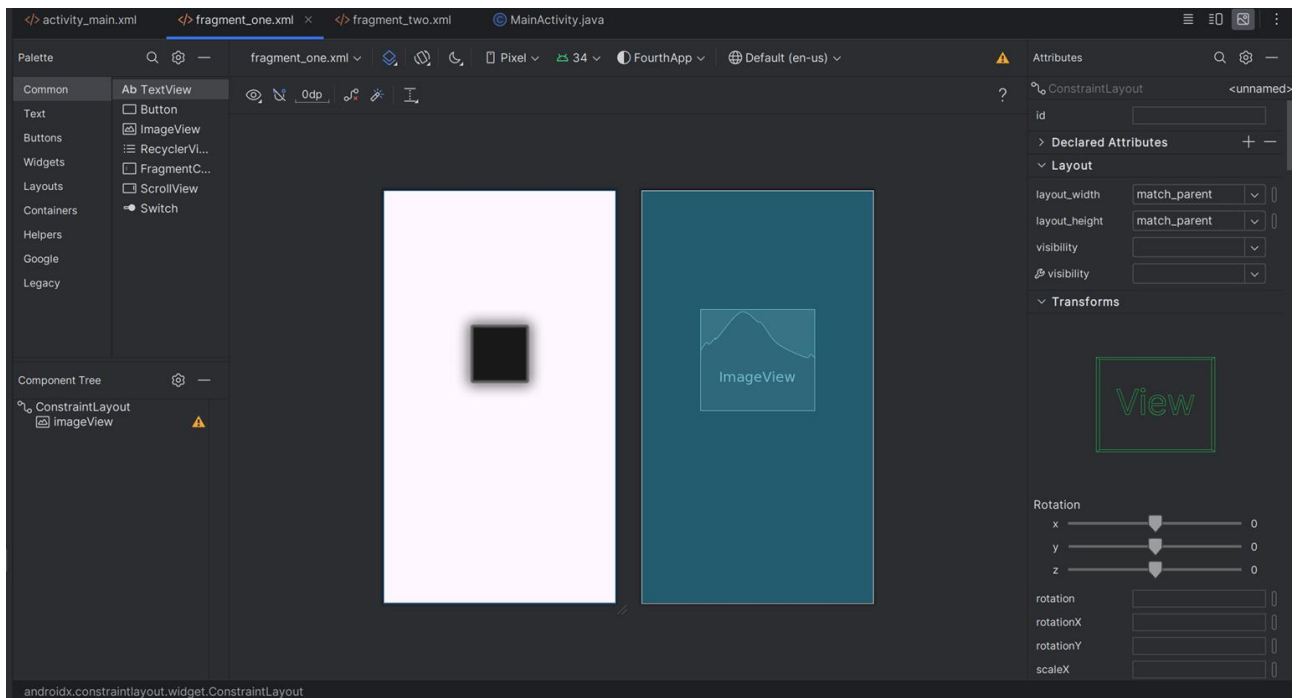 </> activity_main.xml </> fragment_one.xml × </> fragment_two.xml © MainActivity.java
Palette
fragment_one.xml Pixel 34 FourthApp Default (en-us)
Attributes
Common
Text
Buttons
Widgets
Layouts
Containers
Helpers
Google
Legacy
Ab TextView
Button
ImageView
RecyclerVi...
FragmentC...
ScrollView
Switch
0dp
?
ConstraintLayout <unnamed>
id
Declared Attributes
Layout
layout_width match_parent
layout_height match_parent
visibility
visibility
Transforms
View
Rotation
x 0
y 0
z 0
rotation
rotationX
rotationY
scaleX
ImageView
Component Tree
ConstraintLayout
imageView
androidx.constraintlayout.widget.ConstraintLayout